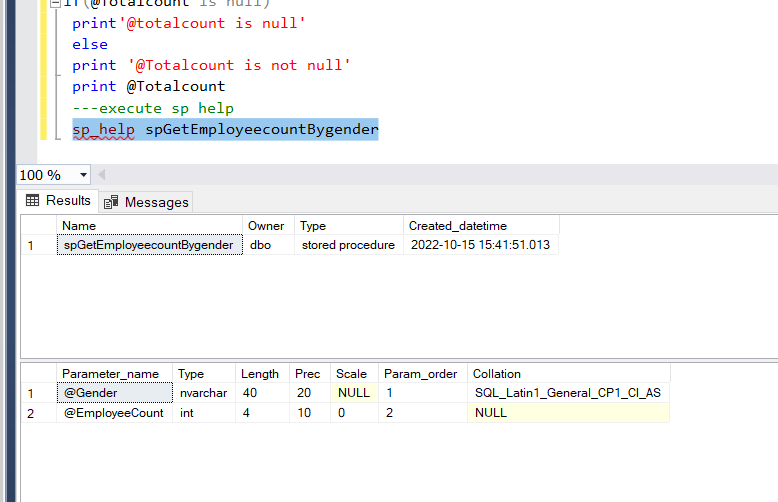 if(@Totalcount is null)
print'@totalcount is null'
else
print '@Totalcount is not null'
print @Totalcount
---execute sp help
sp_help spGetEmployeecountBygender
100 %
Results Messages
Name Owner Type Created_datetime
1 spGetEmployeecountBygender dbo stored procedure 2022-10-15 15:41:51.013
Parameter_name Type Length Prec Scale Param_order Collation
1 @Gender nvarchar 40 20 NULL 1 SQL_Latin1_General_CP1_CI_AS
2 @EmployeeCount int 4 10 0 2 NULL